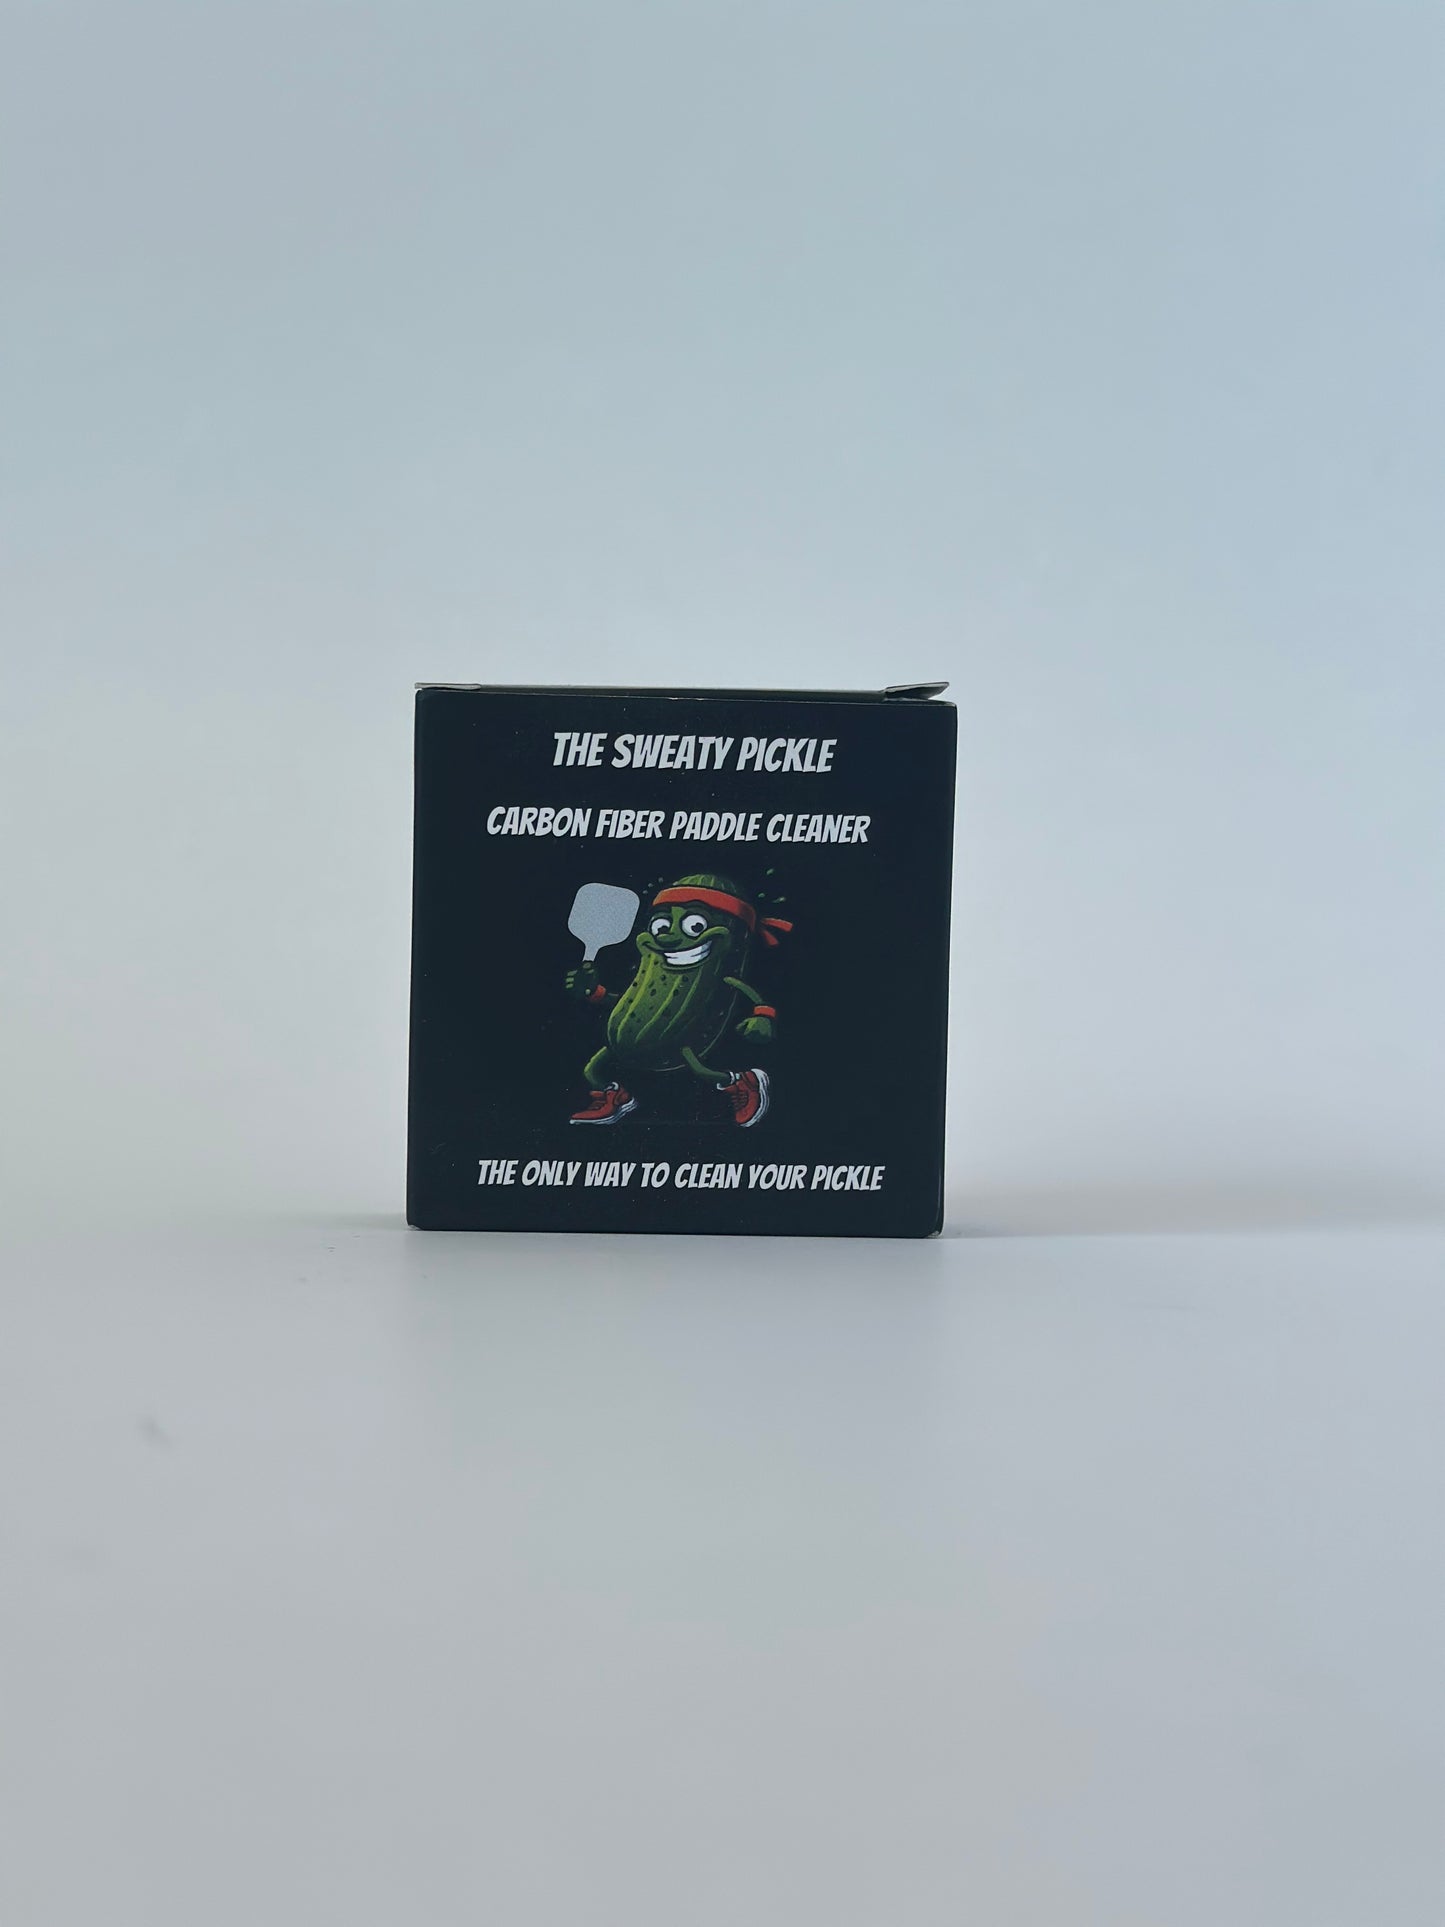 THE SWEATY PICKLE
CARBON FIBER PADDLE CLEANER
THE ONLY WAY TO CLEAN YOUR PICKLE